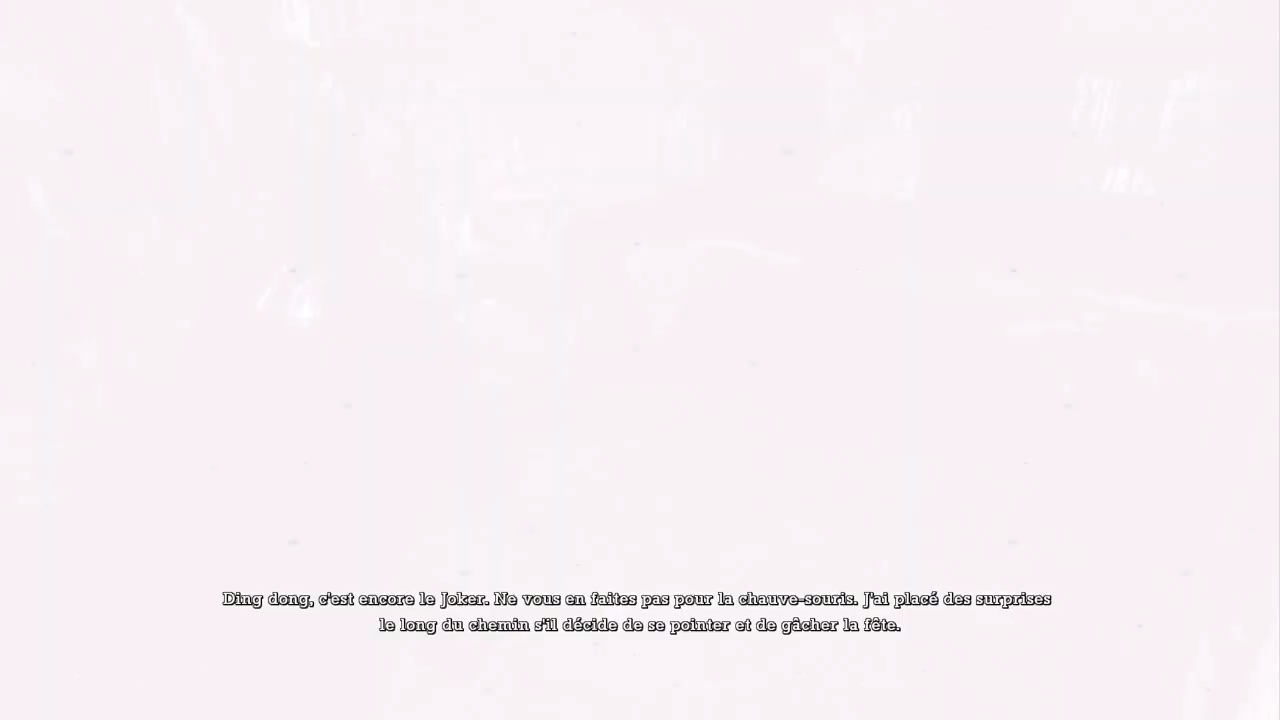 Ding dong, c'est encore le Joker. Ne vous en faites pas pour la chauve-souris. J'ai placé des surprises
le long du chemin s'il décide de se pointer et de gâcher la fête.